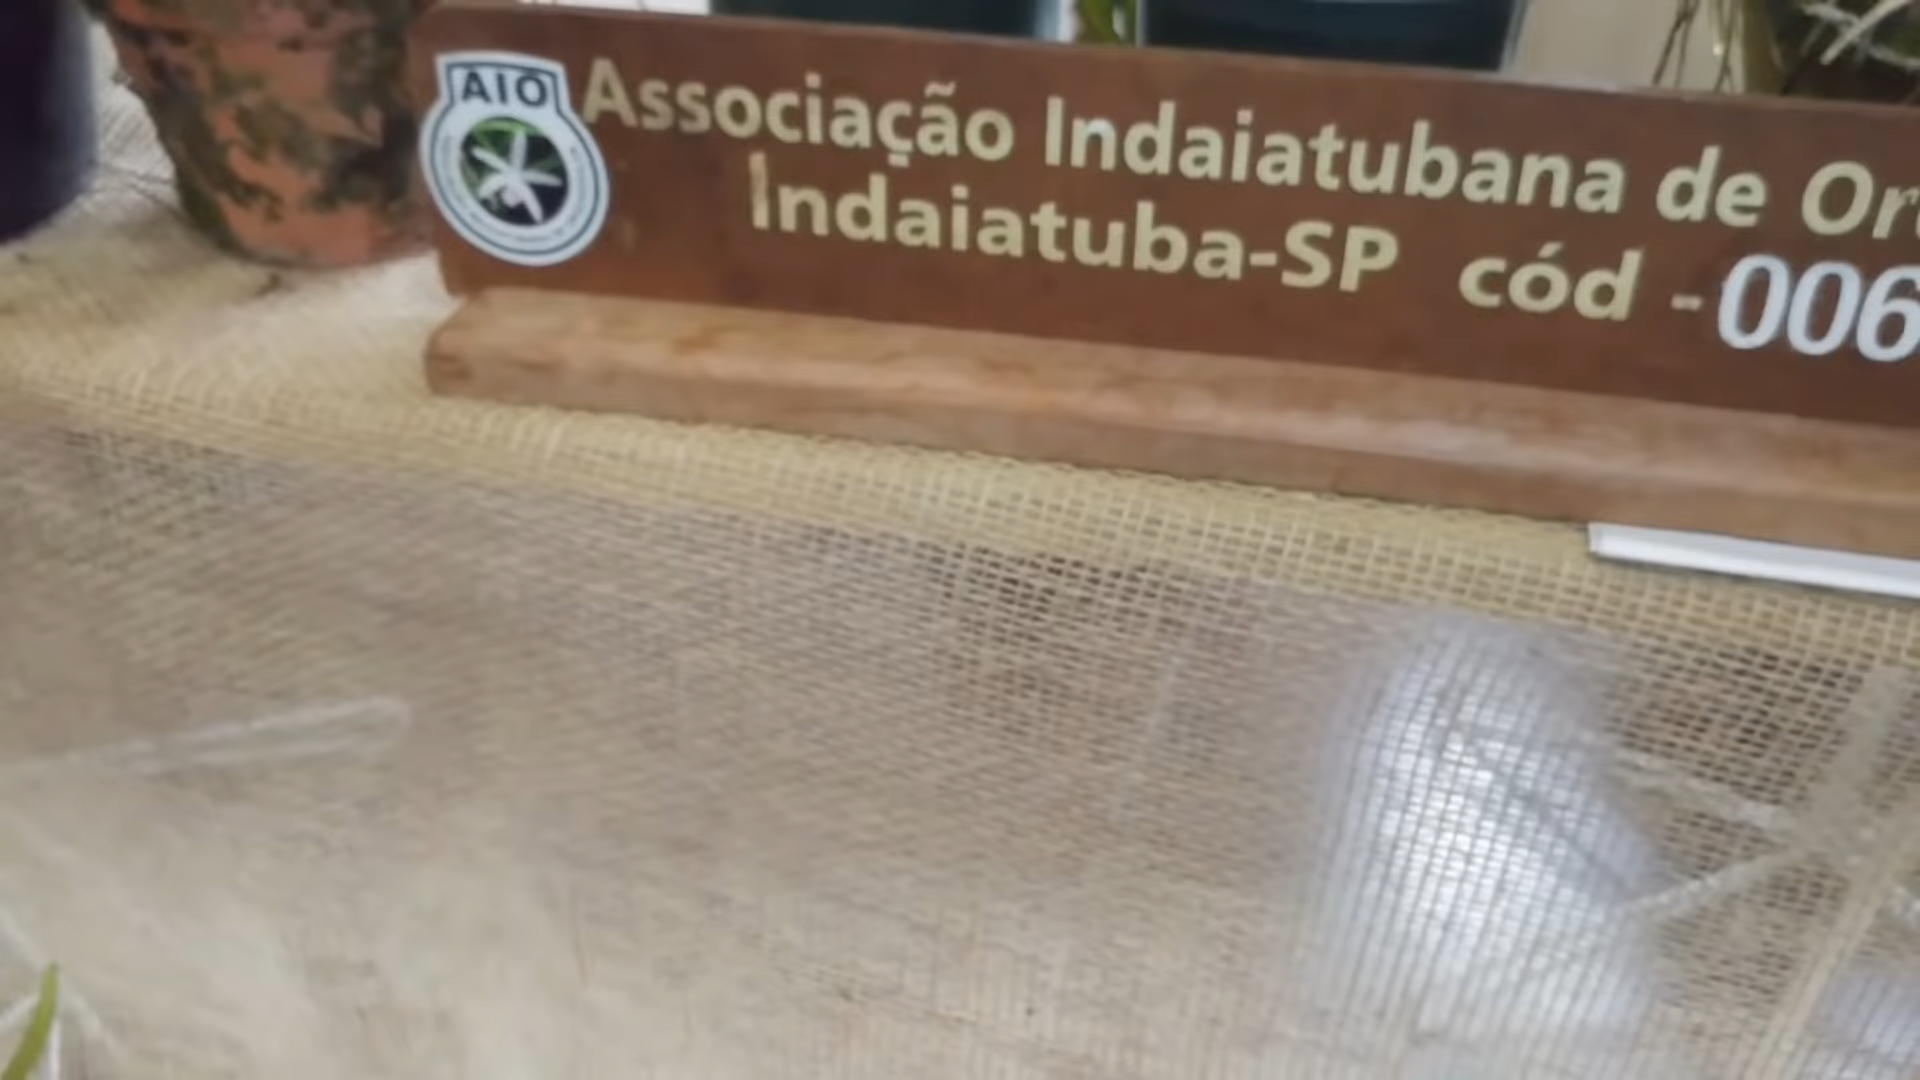 AIO
Associação Indaiatubana de Or
Indaiatuba-SP cód - 006